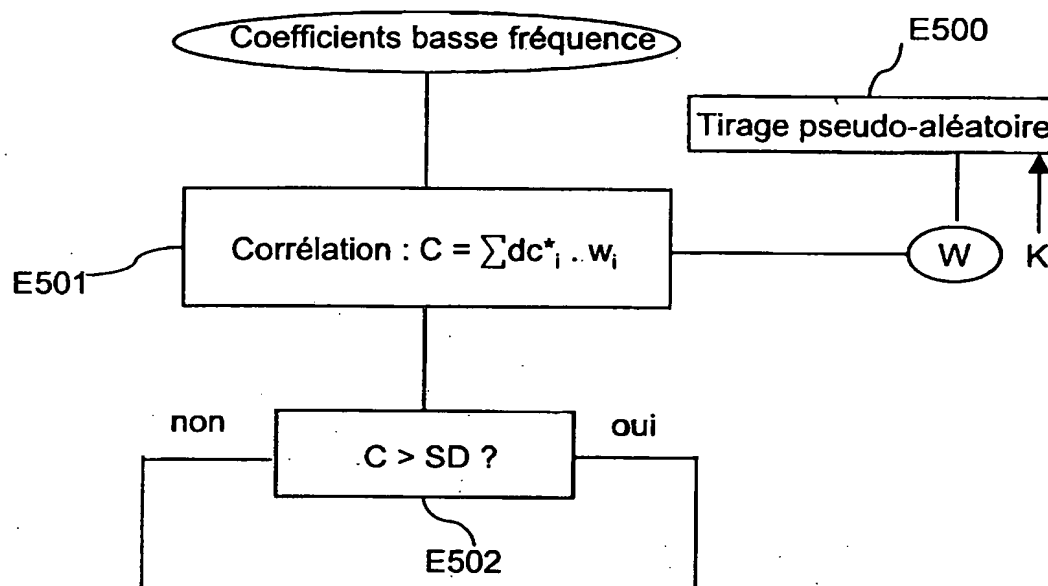 Coefficients basse fréquence
E500
Tirage pseudo-aléatoire
Corrélation : C = ∑dc*i . wi
W
K
E501
non
oui
C > SD ?
E502